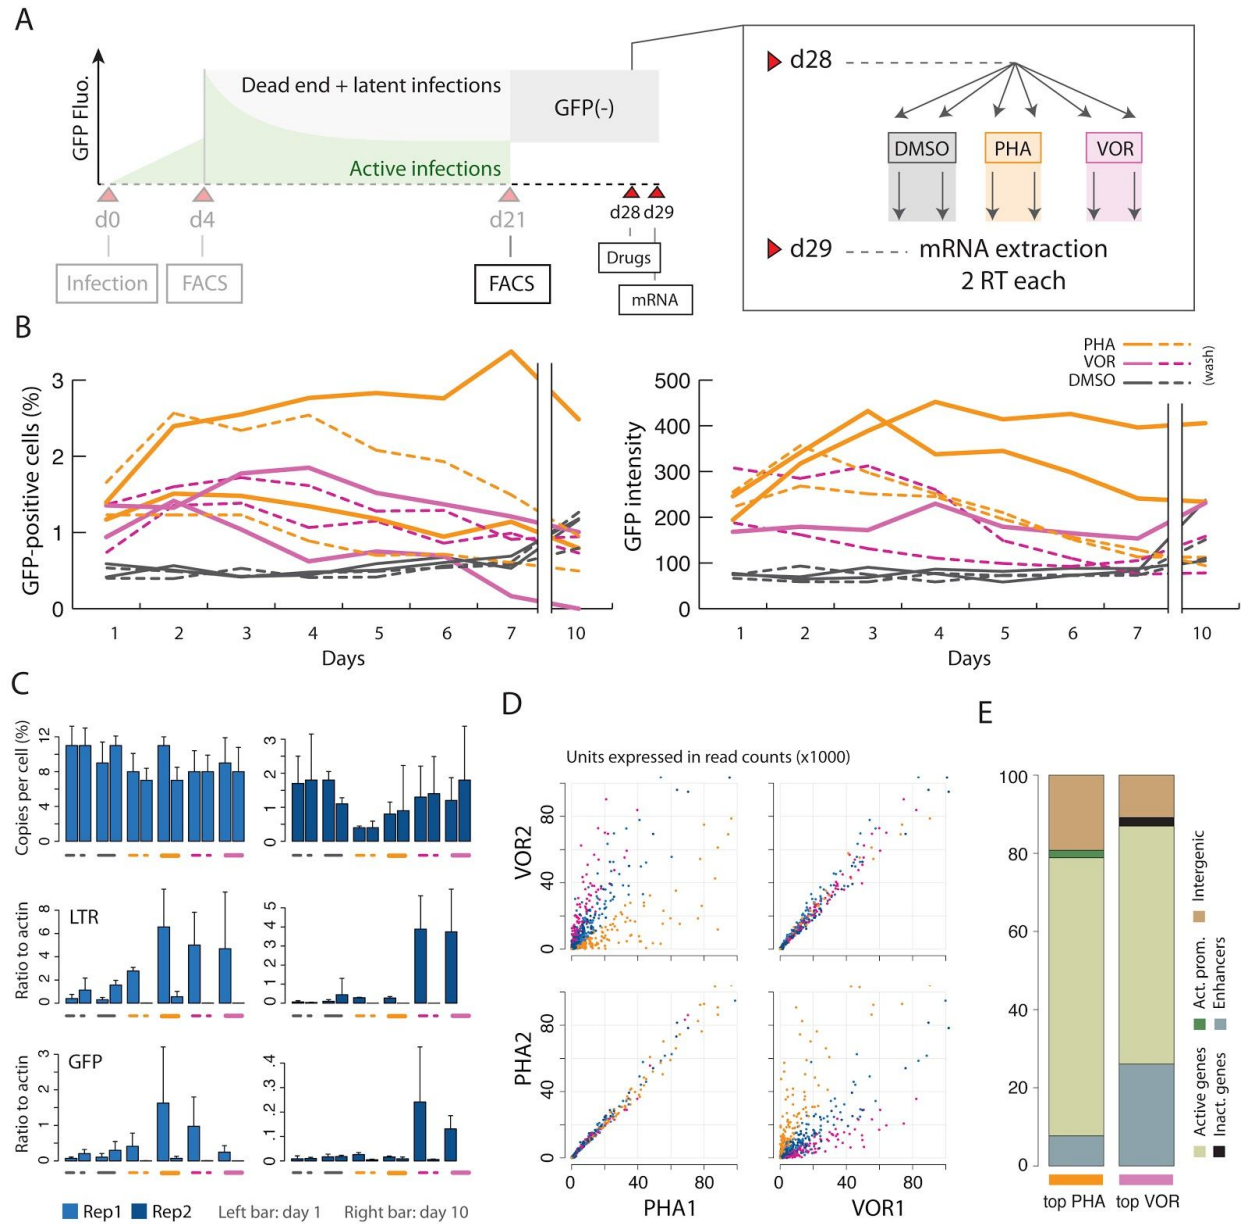 A
GFP Fluo.
Dead end + latent infections
GFP(-)
Active infections
d0
d4
d21
d28
d29
Infection
FACS
FACS
Drugs
mRNA
d28
DMSO
PHA
VOR
d29
mRNA extraction
2 RT each
B
GFP-positive cells (%)
3
2
1
0
1 2 3 4 5 6 7 10
Days
GFP intensity
500
400
300
200
100
0
1 2 3 4 5 6 7 10
Days
PHA
VOR
DMSO
(wash)
C
Copies per cell (%)
12
8
4
0
3
2
1
0
LTR
Ratio to actin
8
6
4
2
0
.5
.4
.3
.2
.1
0
GFP
Ratio to actin
3
2
1
0
.4
.3
.2
.1
0
Rep1
Rep2
Left bar: day 1
Right bar: day 10
D
Units expressed in read counts (x1000)
VOR2
80
40
0
PHA2
80
40
0
0 40 80
0 40 80
PHA1
VOR1
E
100
80
60
40
20
0
top PHA
top VOR
Intergenic
Act. prom.
Enhancers
Active genes
Inact. genes